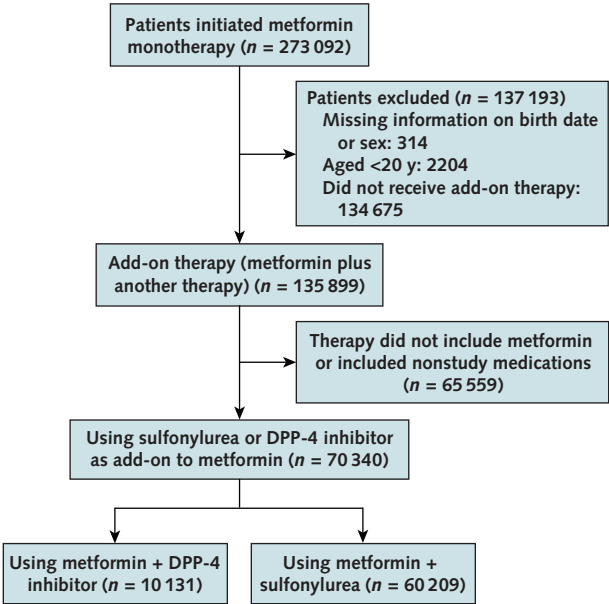 Patients initiated metformin
monotherapy (n = 273 092)
Patients excluded (n = 137 193)
Missing information on birth date
or sex: 314
Aged <20 y: 2204
Did not receive add-on therapy:
134 675
Add-on therapy (metformin plus
another therapy) (n = 135 899)
Therapy did not include metformin
or included nonstudy medications
(n = 65 559)
Using sulfonylurea or DPP-4 inhibitor
as add-on to metformin (n = 70 340)
Using metformin + DPP-4
inhibitor (n = 10 131)
Using metformin +
sulfonylurea (n = 60 209)